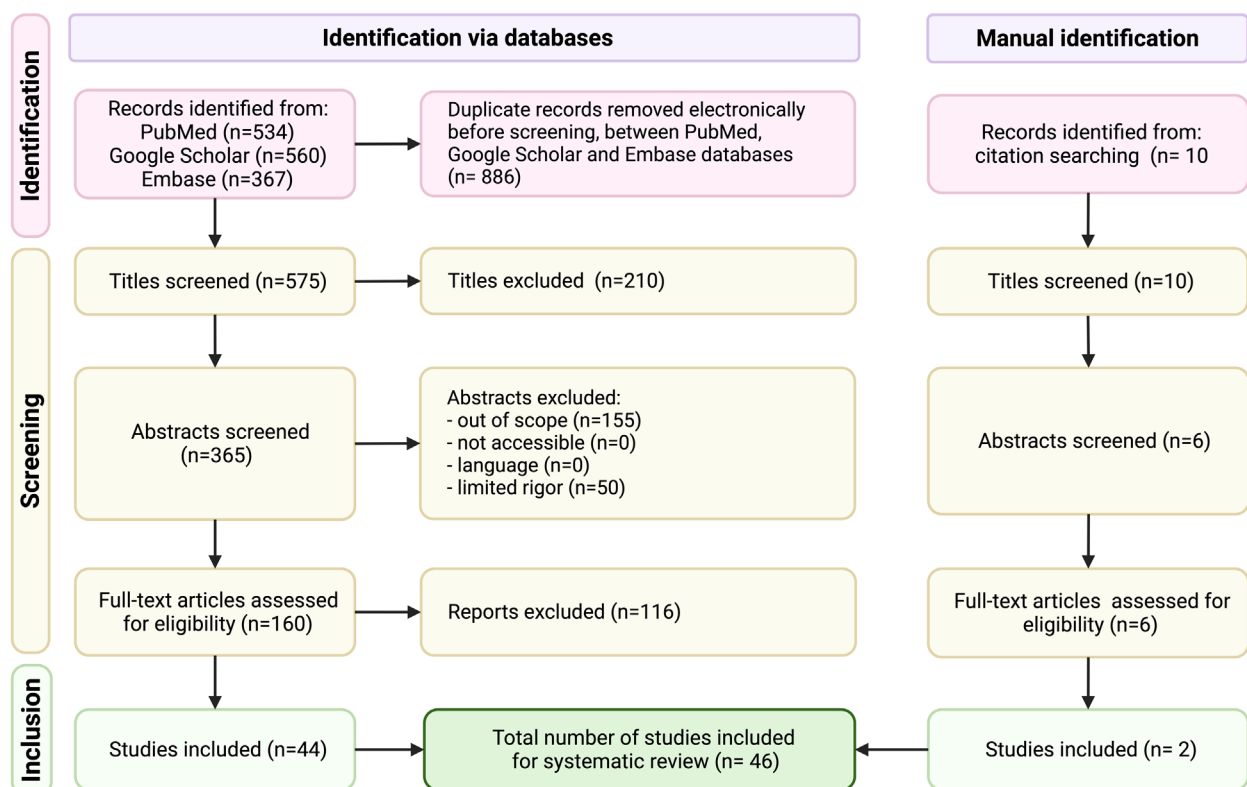 Identification via databases
Manual identification
Identification
Records identified from:
PubMed (n=534)
Google Scholar (n=560)
Embase (n=367)
Duplicate records removed electronically
before screening, between PubMed,
Google Scholar and Embase databases
(n= 886)
Records identified from:
citation searching  (n= 10
Screening
Titles screened (n=575)
Titles excluded  (n=210)
Titles screened (n=10)
Abstracts screened
(n=365)
Abstracts excluded:
- out of scope (n=155)
- not accessible (n=0)
- language (n=0)
- limited rigor (n=50)
Abstracts screened (n=6)
Full-text articles assessed
for eligibility (n=160)
Reports excluded (n=116)
Full-text articles  assessed for
eligibility (n=6)
Inclusion
Studies included (n=44)
Total number of studies included
for systematic review (n= 46)
Studies included (n= 2)